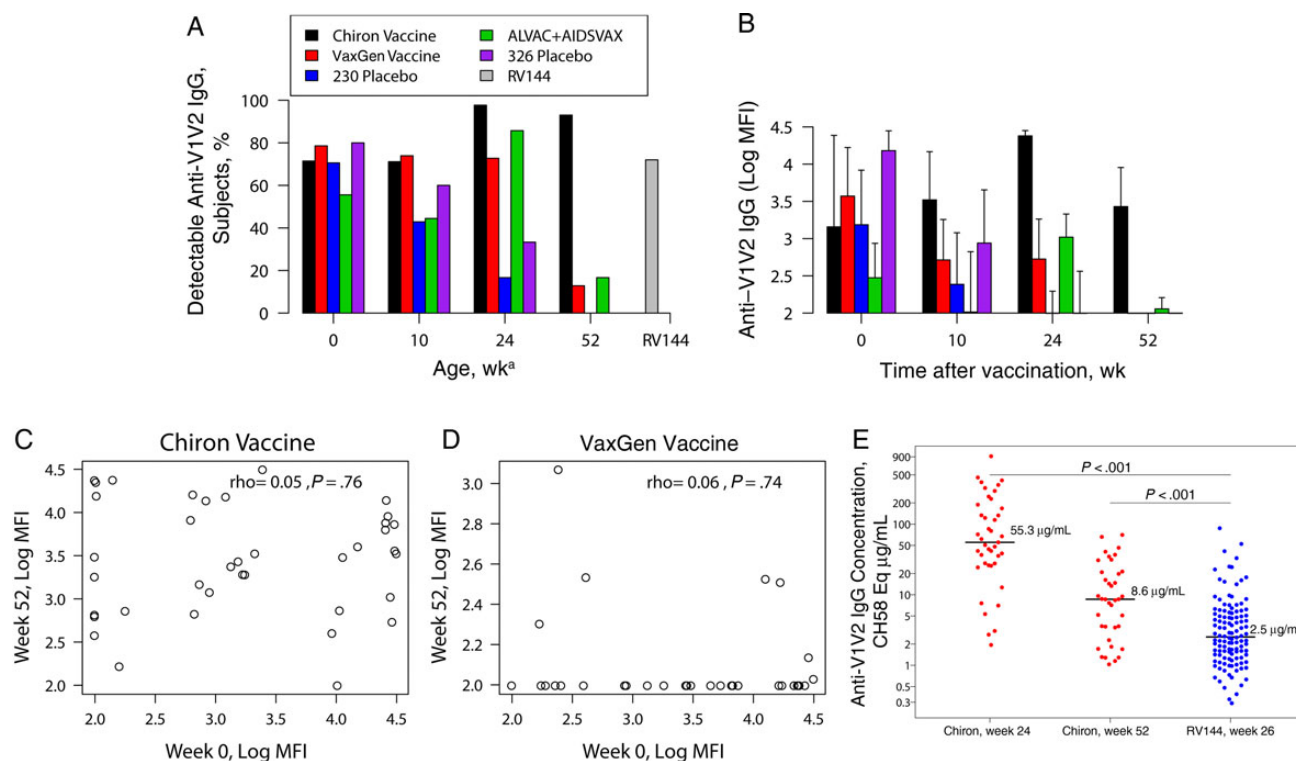 A
Chiron Vaccine
VaxGen Vaccine
230 Placebo
ALVAC+AIDSVAX
326 Placebo
RV144
Detectable Anti-V1V2 IgG,
Subjects, %
100
80
60
40
20
0
0 10 24 52 RV144
Age, wkᵃ
B
Anti–V1V2 IgG (Log MFI)
4.5
4
3.5
3
2.5
2
0 10 24 52
Time after vaccination, wk
C
Chiron Vaccine
rho= 0.05 , P = .76
Week 52, Log MFI
4.5
4.0
3.5
3.0
2.5
2.0
2.0 2.5 3.0 3.5 4.0 4.5
Week 0, Log MFI
D
VaxGen Vaccine
rho= 0.06 , P = .74
Week 52, Log MFI
3.0
2.8
2.6
2.4
2.2
2.0
2.0 2.5 3.0 3.5 4.0 4.5
Week 0, Log MFI
E
Anti-V1V2 IgG Concentration,
CH58 Eq µg/mL
900
500
100
50
10
5
2
1
0.5
0.3
P < .001
P < .001
55.3 µg/mL
8.6 µg/mL
2.5 µg/m
Chiron, week 24 Chiron, week 52 RV144, week 26